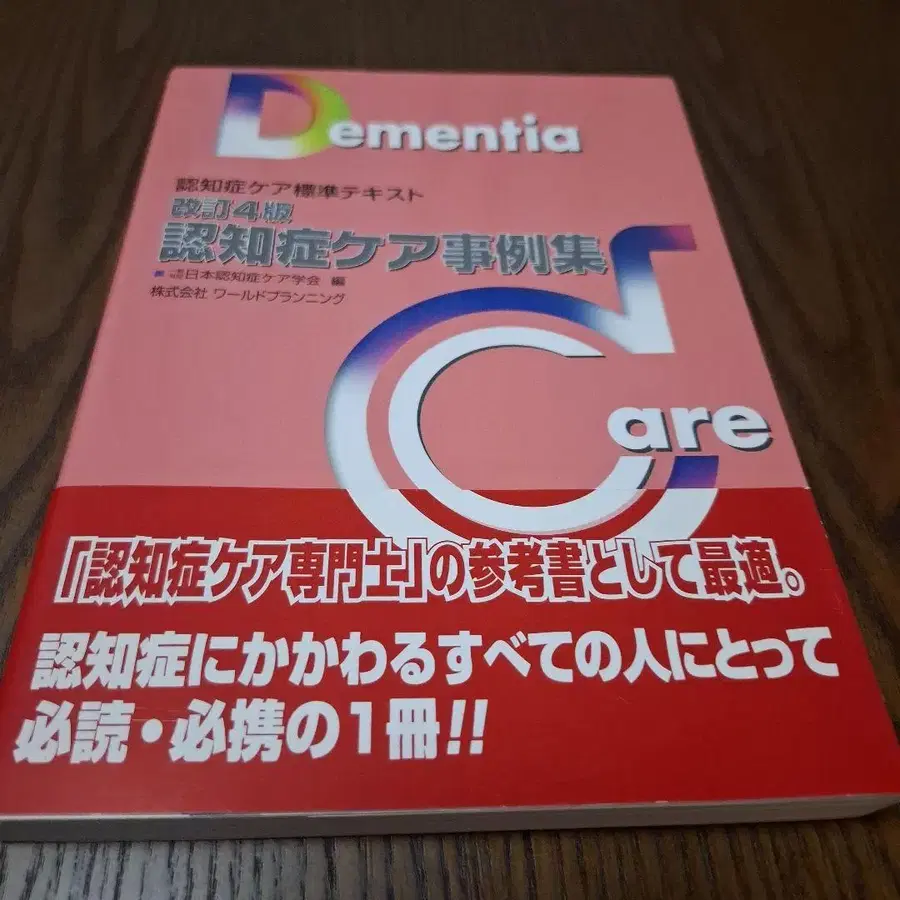 Dementia
認知症ケア標準テキスト
改訂4版
認知症ケア事例集
一般社団 日本認知症ケア学会 編
株式会社 ワールドプランニング
Care
「認知症ケア専門士」の参考書として最適。
認知症にかかわるすべての人にとって
必読・必携の1冊!!